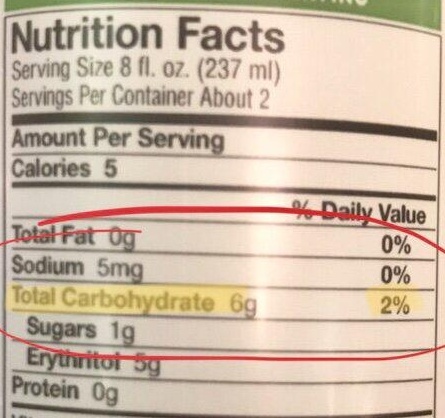 Nutrition Facts
Serving Size 8 fl. oz. (237 ml)
Servings Per Container About 2
Amount Per Serving
Calories 5
% Daily Value
Total Fat 0g 0%
Sodium 5mg 0%
Total Carbohydrate 6g 2%
Sugars 1g
Erythritol 5g
Protein 0g